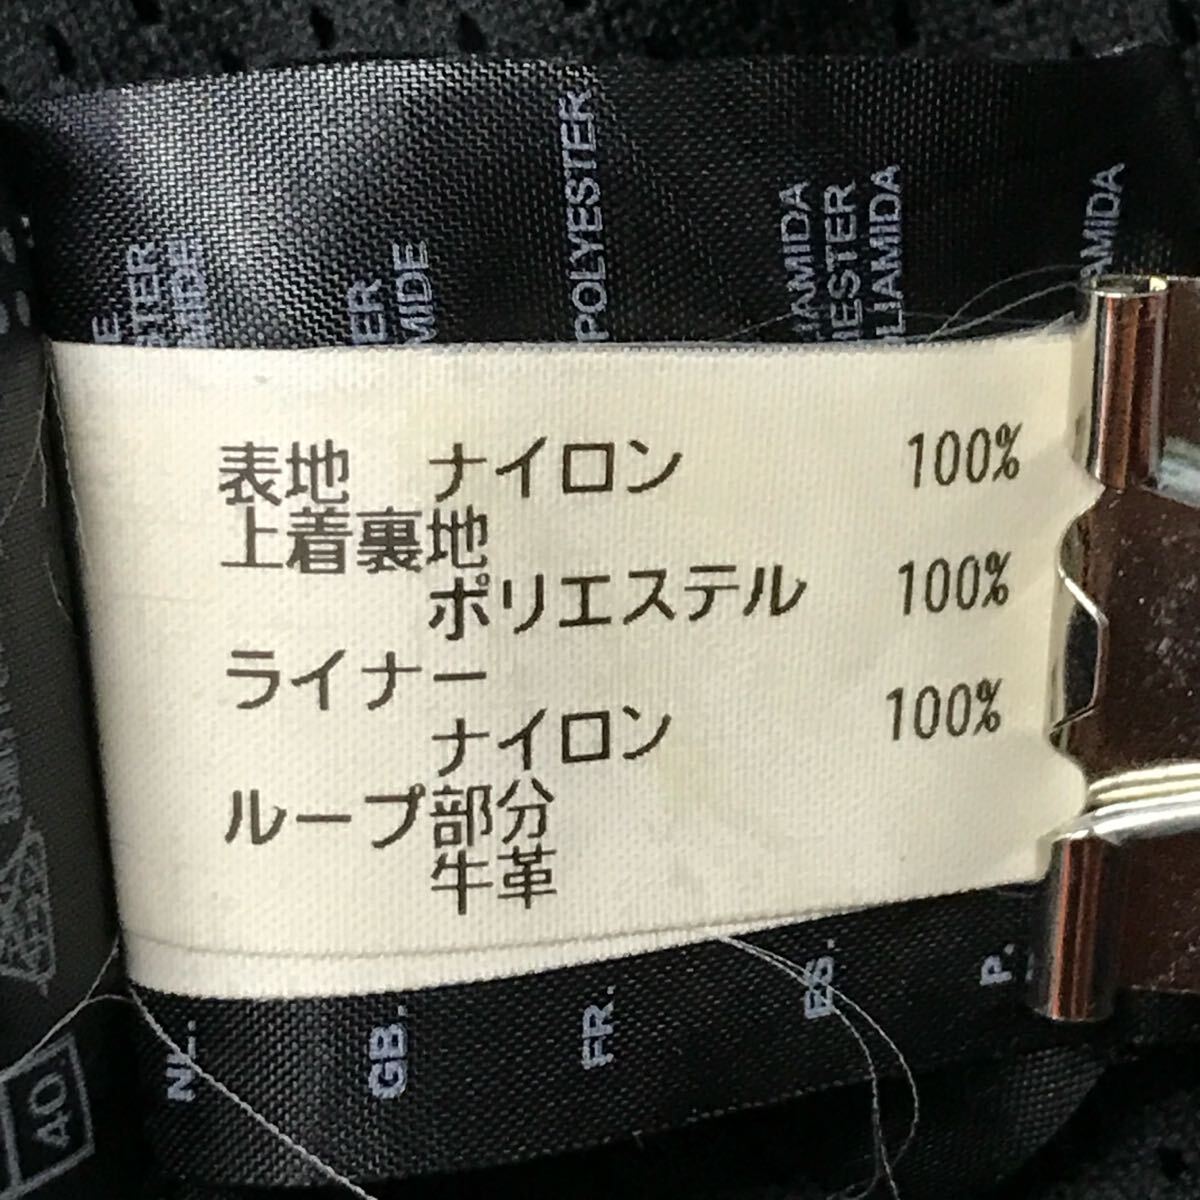 表地 ナイロン 100%
上着裏地
ポリエステル 100%
ライナー
ナイロン 100%
ループ部分
牛革
POLYESTER
NL.
GB.
FR.
ES.
P.
40